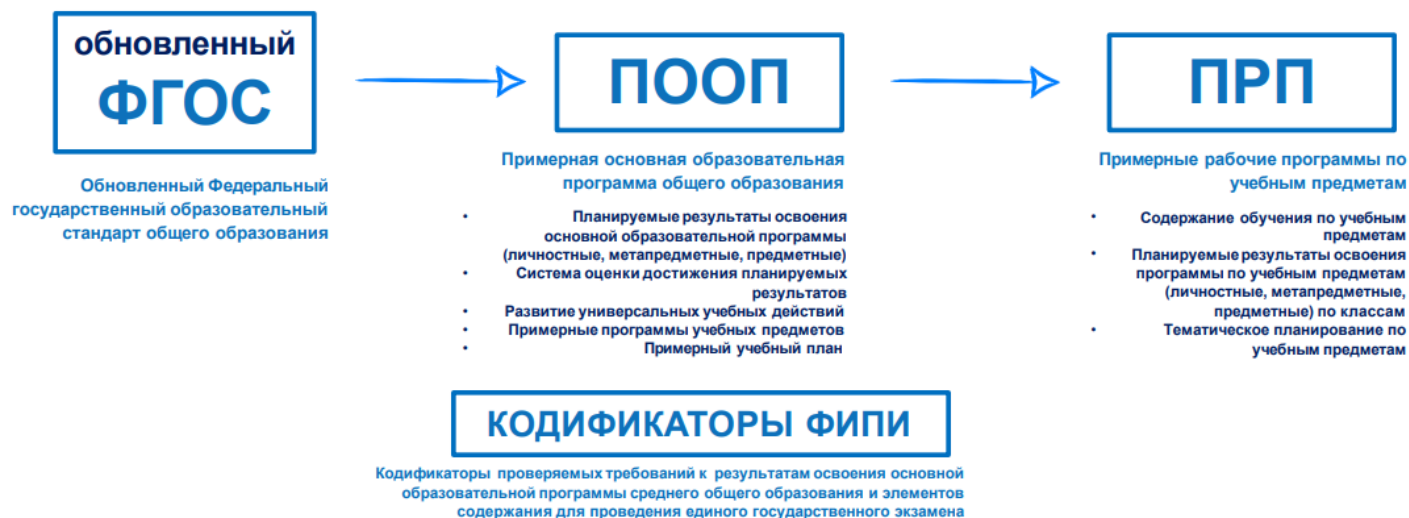 обновленный
ФГОС
Обновленный Федеральный
государственный образовательный
стандарт общего образования
ПООП
Примерная основная образовательная
программа общего образования
• Планируемые результаты освоения
основной образовательной программы
(личностные, метапредметные, предметные)
• Система оценки достижения планируемых
результатов
• Развитие универсальных учебных действий
• Примерные программы учебных предметов
• Примерный учебный план
ПРП
Примерные рабочие программы по
учебным предметам
• Содержание обучения по учебным
предметам
• Планируемые результаты освоения
программы по учебным предметам
(личностные, метапредметные,
предметные) по классам
• Тематическое планирование по
учебным предметам
КОДИФИКАТОРЫ ФИПИ
Кодификаторы проверяемых требований к результатам освоения основной
образовательной программы среднего общего образования и элементов
содержания для проведения единого государственного экзамена